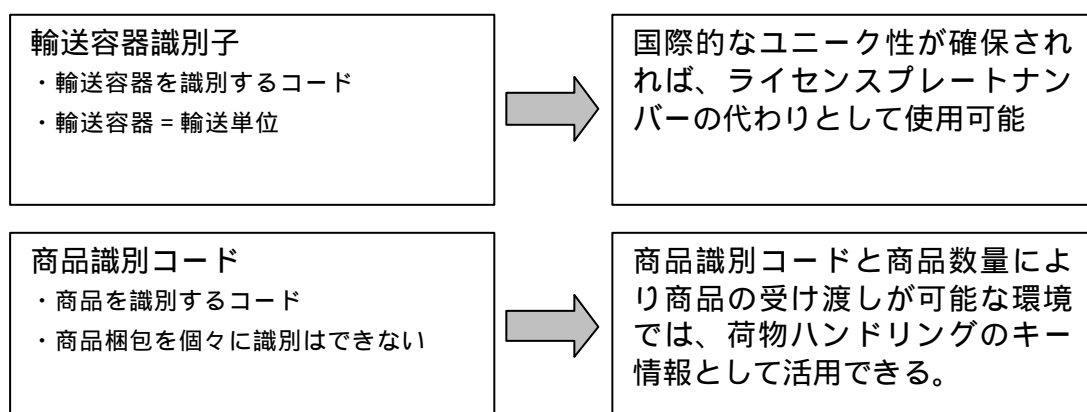 輸送容器識別子
・輸送容器を識別するコード
・輸送容器＝輸送単位
国際的なユニーク性が確保され
れば、ライセンスプレートナン
バーの代わりとして使用可能
商品識別コード
・商品を識別するコード
・商品梱包を個々に識別はできない
商品識別コードと商品数量によ
り商品の受け渡しが可能な環境
では、荷物ハンドリングのキー
情報として活用できる。